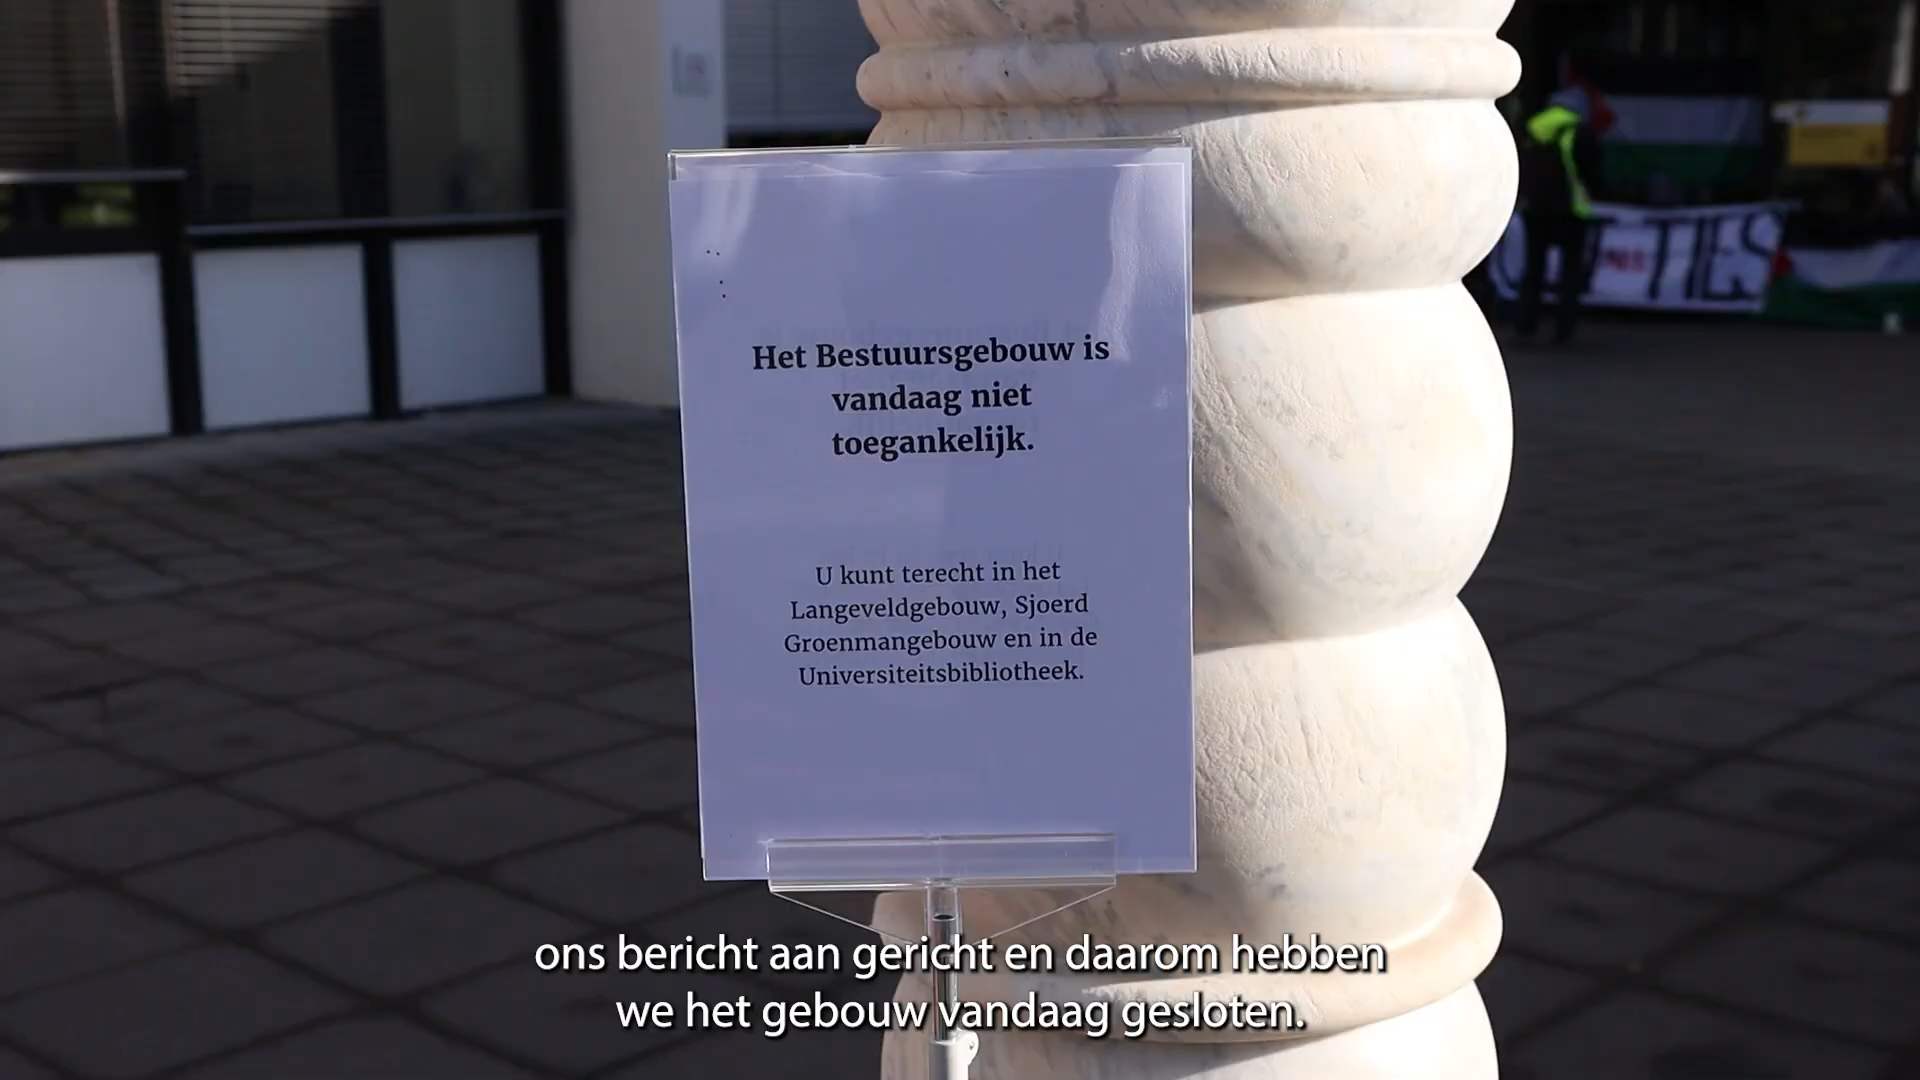 Het Bestuursgebouw is
vandaag niet
toegankelijk.
U kunt terecht in het
Langeveldgebouw, Sjoerd
Groenmangebouw en in de
Universiteitsbibliotheek.
TIES
ons bericht aan gericht en daarom hebben
we het gebouw vandaag gesloten.